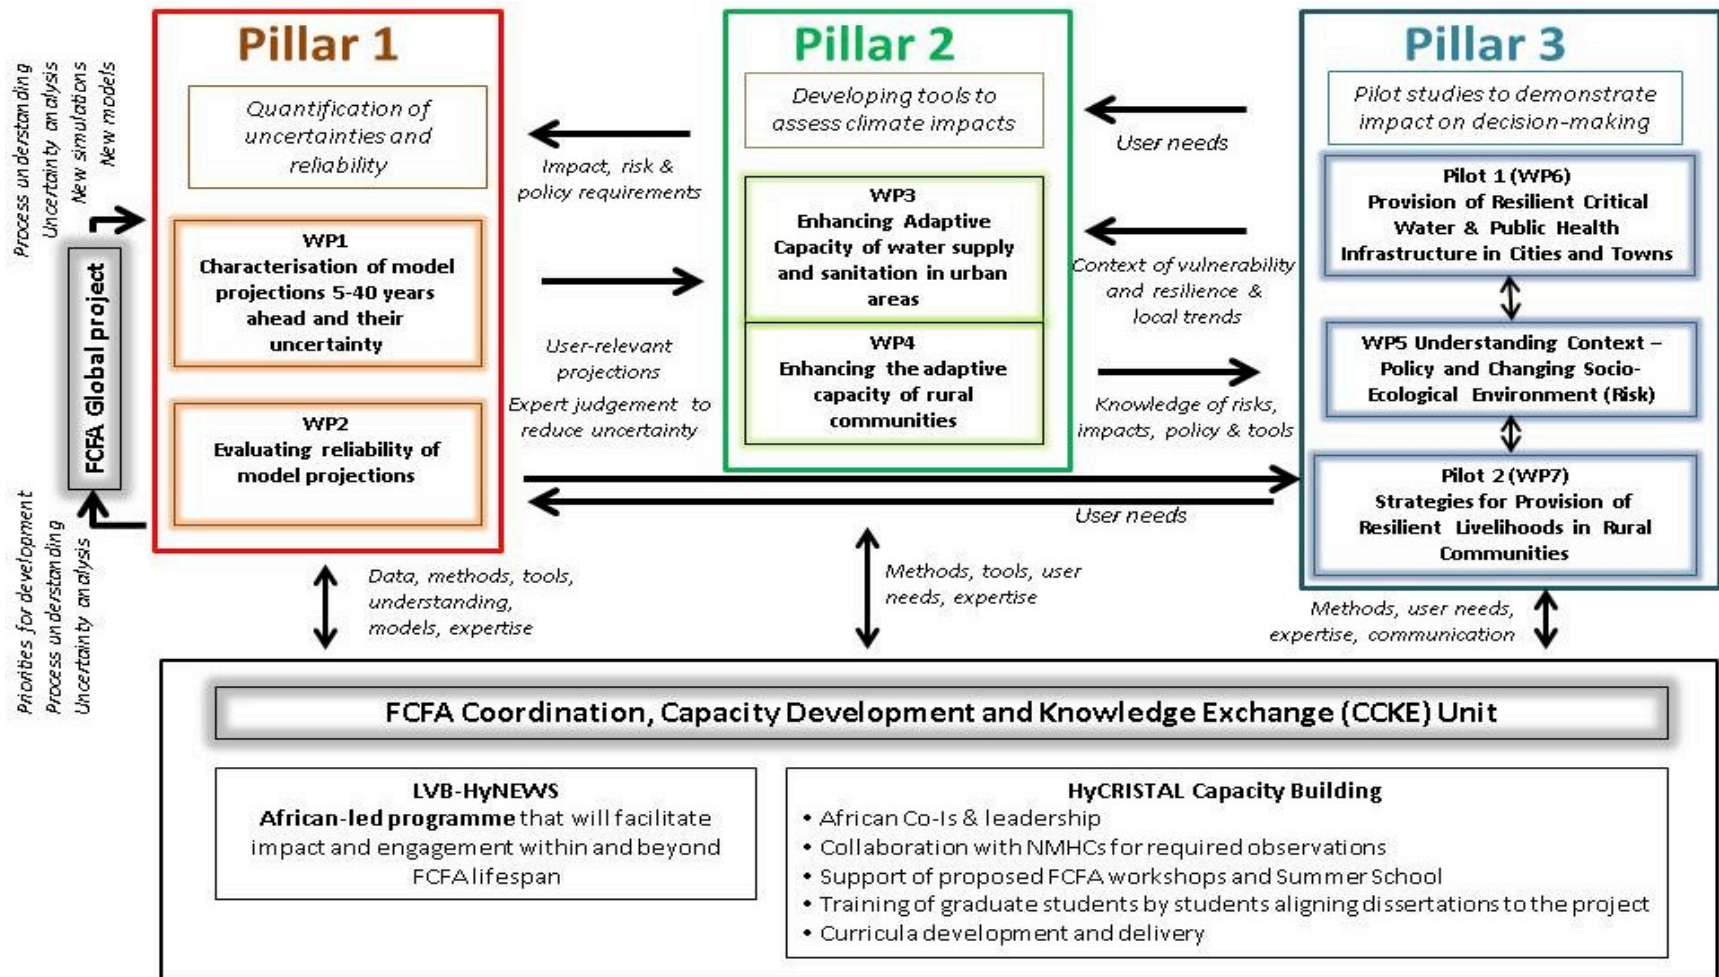 Process understanding
Uncertainty analysis
New simulations
New models
FCFA Global project
Priorities for development
Process understanding
Uncertainty analysis
Pillar 1
Quantification of
uncertainties and
reliability
WP1
Characterisation of model
projections 5-40 years
ahead and their
uncertainty
WP2
Evaluating reliability of
model projections
Impact, risk &
policy requirements
User-relevant
projections
Expert judgement to
reduce uncertainty
Pillar 2
Developing tools to
assess climate impacts
WP3
Enhancing Adaptive
Capacity of water supply
and sanitation in urban
areas
WP4
Enhancing the adaptive
capacity of rural
communities
User needs
Context of vulnerability
and resilience &
local trends
Knowledge of risks,
impacts, policy & tools
User needs
Pillar 3
Pilot studies to demonstrate
impact on decision-making
Pilot 1 (WP6)
Provision of Resilient Critical
Water & Public Health
Infrastructure in Cities and Towns
WP5 Understanding Context –
Policy and Changing Socio-
Ecological Environment (Risk)
Pilot 2 (WP7)
Strategies for Provision of
Resilient Livelihoods in Rural
Communities
Data, methods, tools,
understanding,
models, expertise
Methods, tools, user
needs, expertise
Methods, user needs,
expertise, communication
FCFA Coordination, Capacity Development and Knowledge Exchange (CCKE) Unit
LVB-HyNEWS
African-led programme that will facilitate
impact and engagement within and beyond
FCFA lifespan
HyCRISTAL Capacity Building
• African Co-Is & leadership
• Collaboration with NMHCs for required observations
• Support of proposed FCFA workshops and Summer School
• Training of graduate students by students aligning dissertations to the project
• Curricula development and delivery